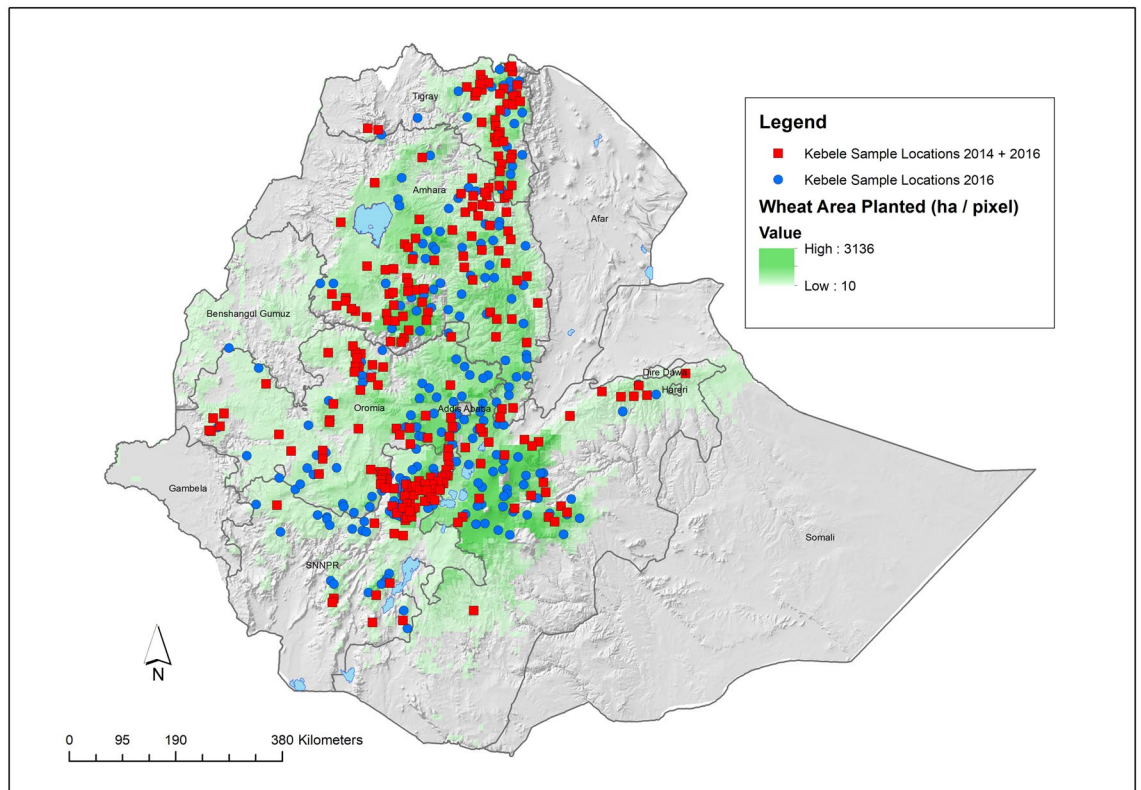 Legend
Kebele Sample Locations 2014 + 2016
Kebele Sample Locations 2016
Wheat Area Planted (ha / pixel)
Value
High : 3136
Low : 10
Tigray
Amhara
Afar
Benshangul Gumuz
Dire Dawa
Hareri
Oromia
Addis Ababa
Gambela
Somali
SNNPR
N
0 95 190 380 Kilometers